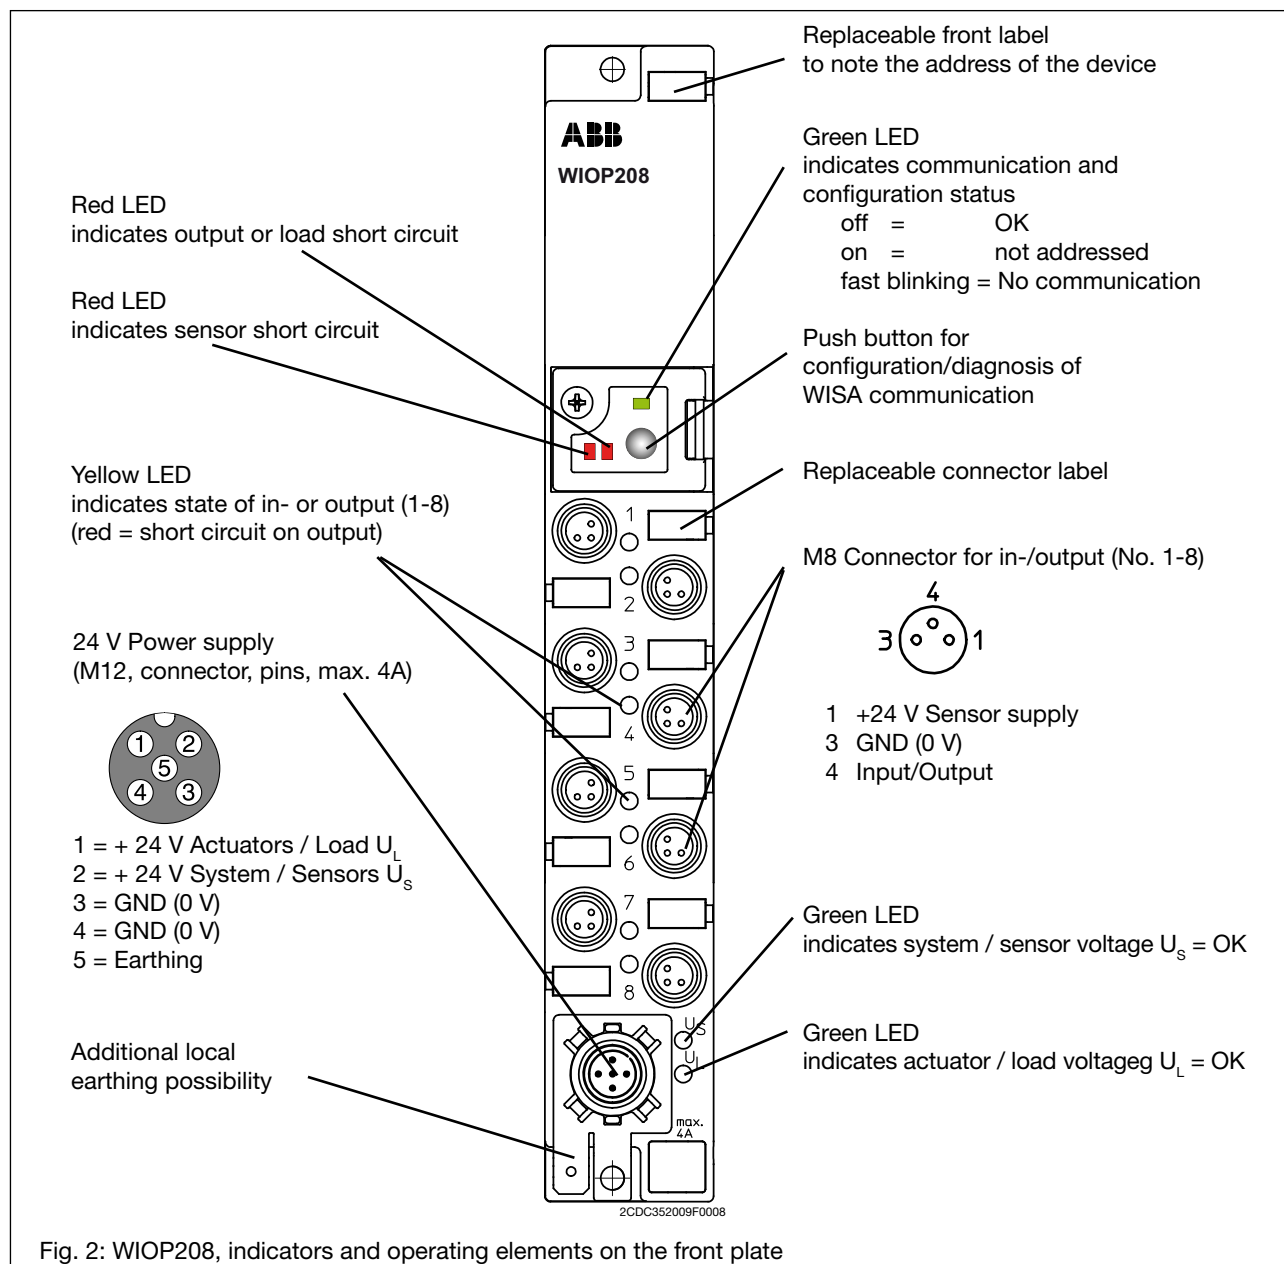 Replaceable front label
to note the address of the device
ABB
WIOP208
Green LED
indicates communication and
configuration status
off = OK
on = not addressed
fast blinking = No communication
Red LED
indicates output or load short circuit
Red LED
indicates sensor short circuit
Push button for
configuration/diagnosis of
WISA communication
Yellow LED
indicates state of in- or output (1-8)
(red = short circuit on output)
Replaceable connector label
M8 Connector for in-/output (No. 1-8)
4
3 1
1 +24 V Sensor supply
3 GND (0 V)
4 Input/Output
24 V Power supply
(M12, connector, pins, max. 4A)
1 2
5
4 3
1 = + 24 V Actuators / Load UL
2 = + 24 V System / Sensors US
3 = GND (0 V)
4 = GND (0 V)
5 = Earthing
1
2
3
4
5
6
7
8
Green LED
indicates system / sensor voltage US = OK
US
Green LED
indicates actuator / load voltageg UL = OK
UL
Additional local
earthing possibility
max.
4A
2CDC352009F0008
Fig. 2: WIOP208, indicators and operating elements on the front plate